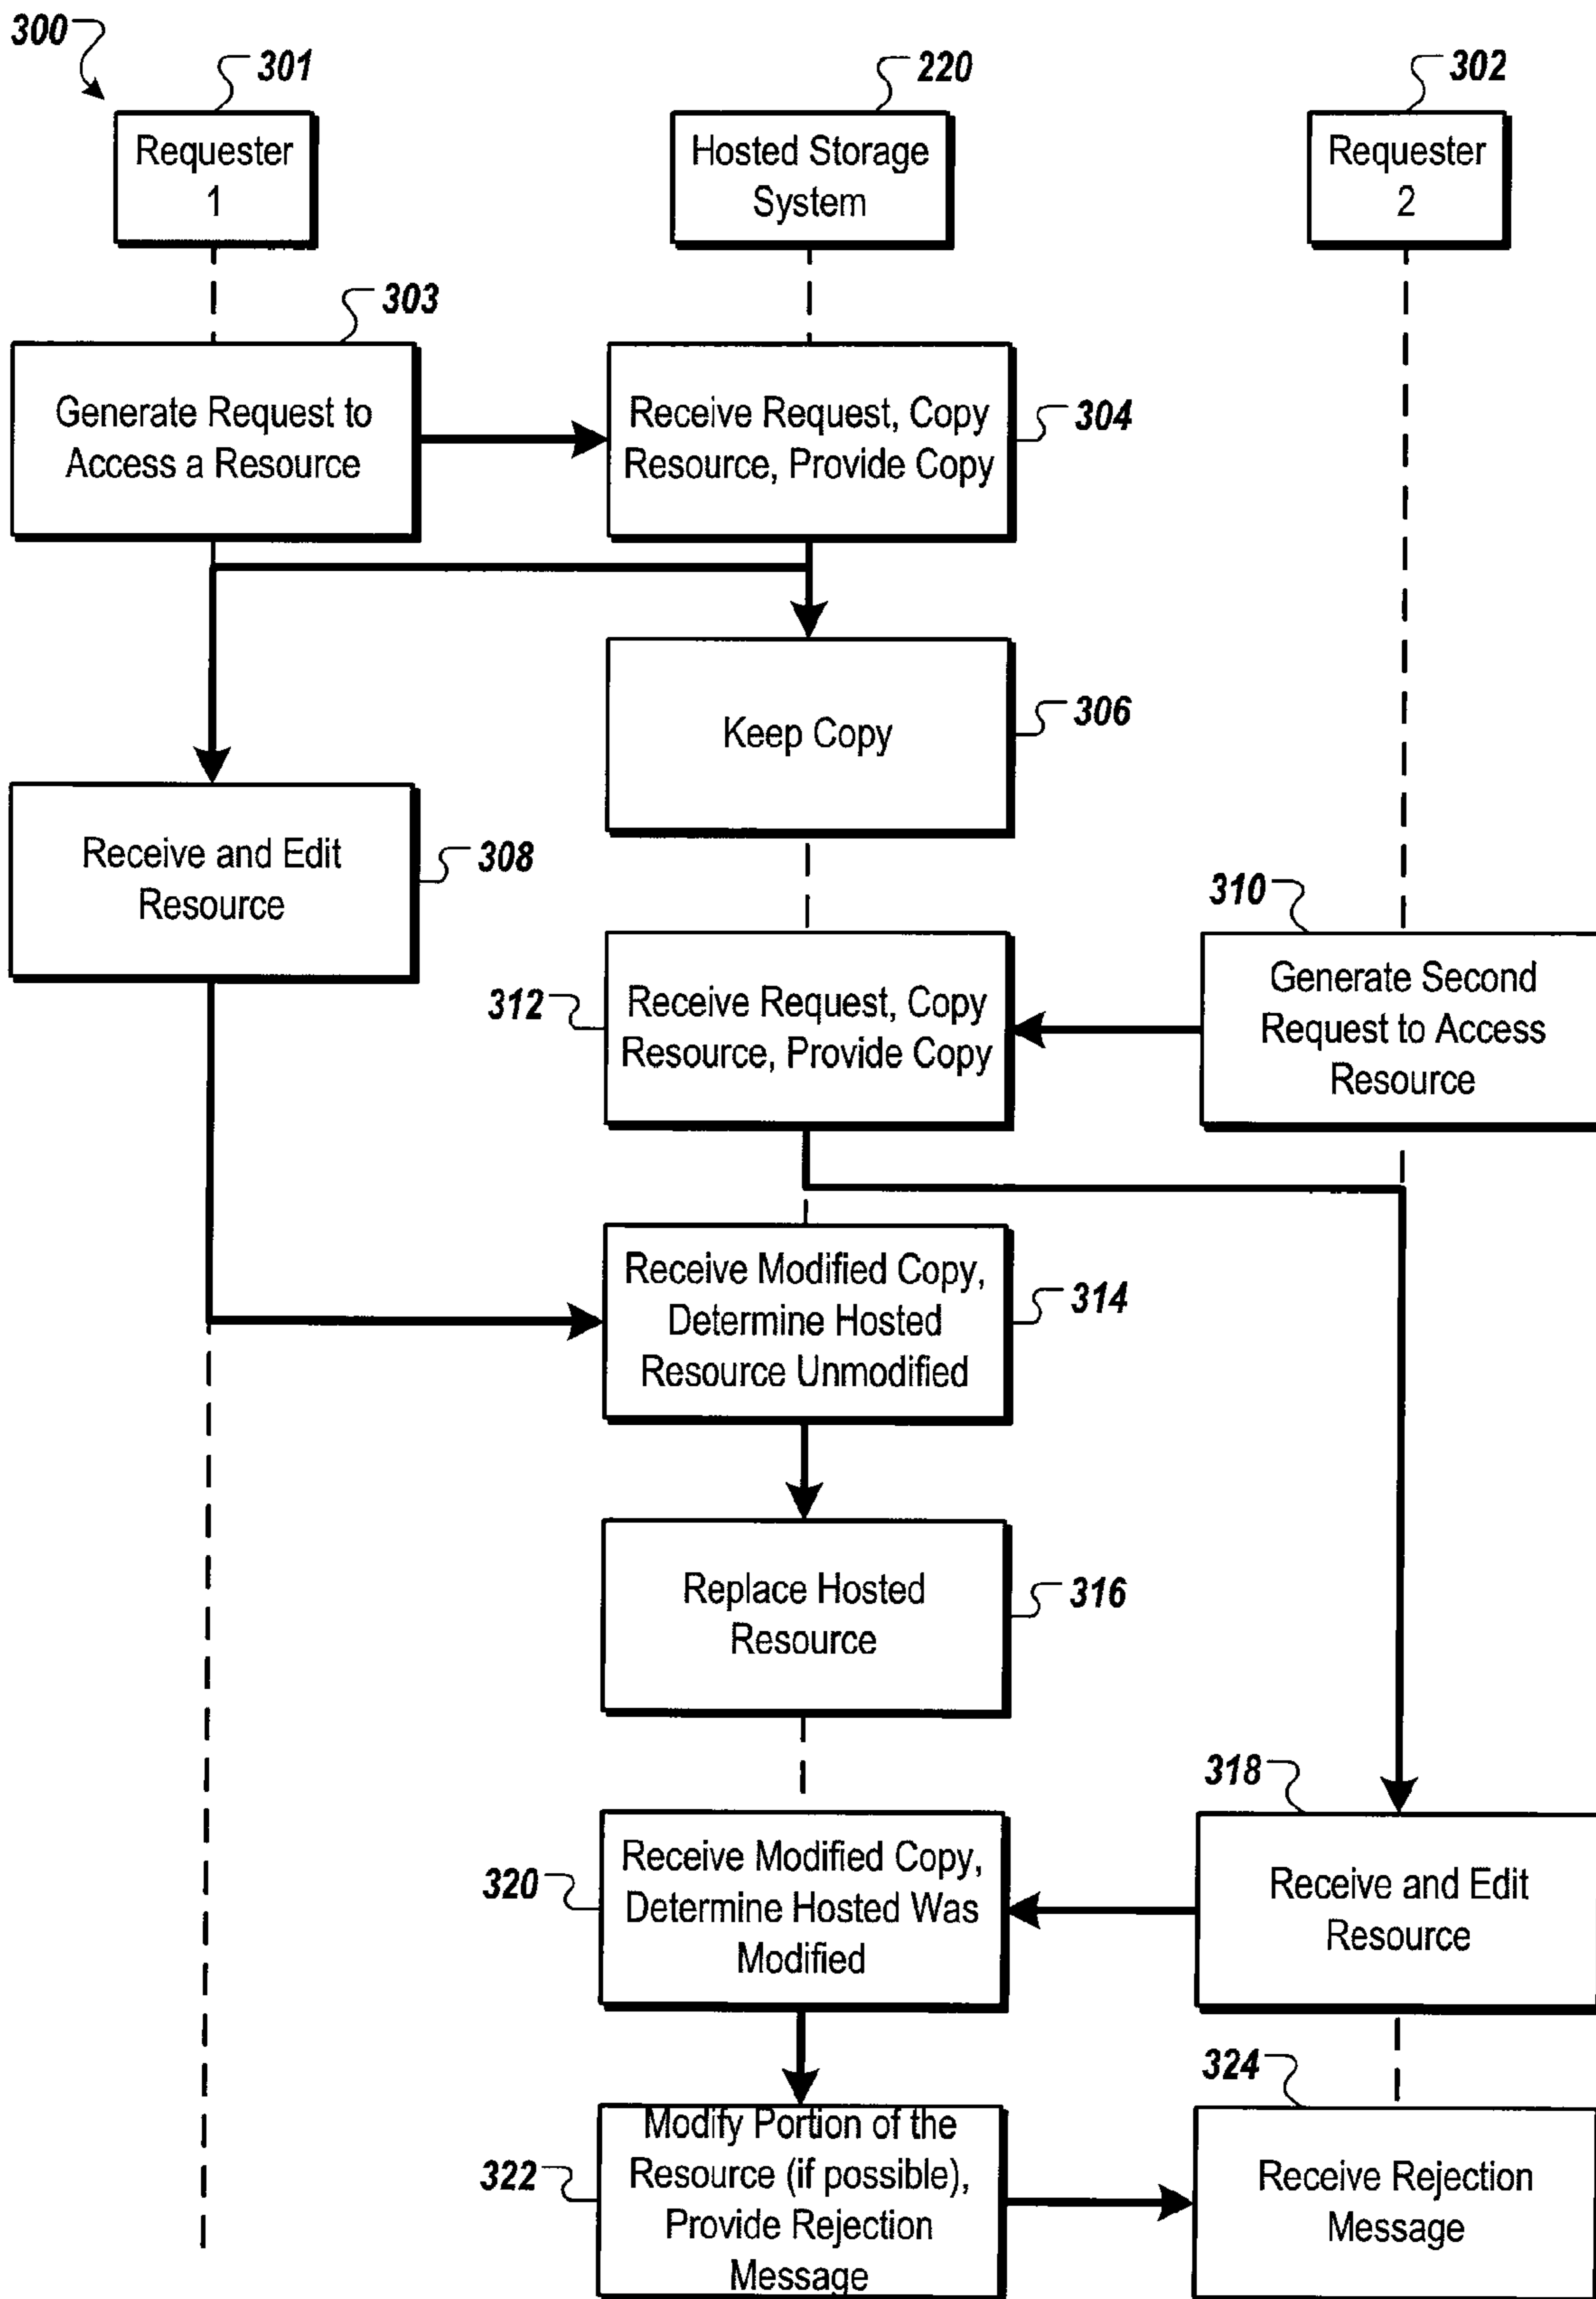 300
301
220
302
Requester
1
Hosted Storage
System
Requester
2
303
Generate Request to
Access a Resource
Receive Request, Copy
Resource, Provide Copy
304
Keep Copy
306
Receive and Edit
Resource
308
310
312
Receive Request, Copy
Resource, Provide Copy
Generate Second
Request to Access
Resource
Receive Modified Copy,
Determine Hosted
Resource Unmodified
314
Replace Hosted
Resource
316
318
320
Receive Modified Copy,
Determine Hosted Was
Modified
Receive and Edit
Resource
324
322
Modify Portion of the
Resource (if possible),
Provide Rejection
Message
Receive Rejection
Message